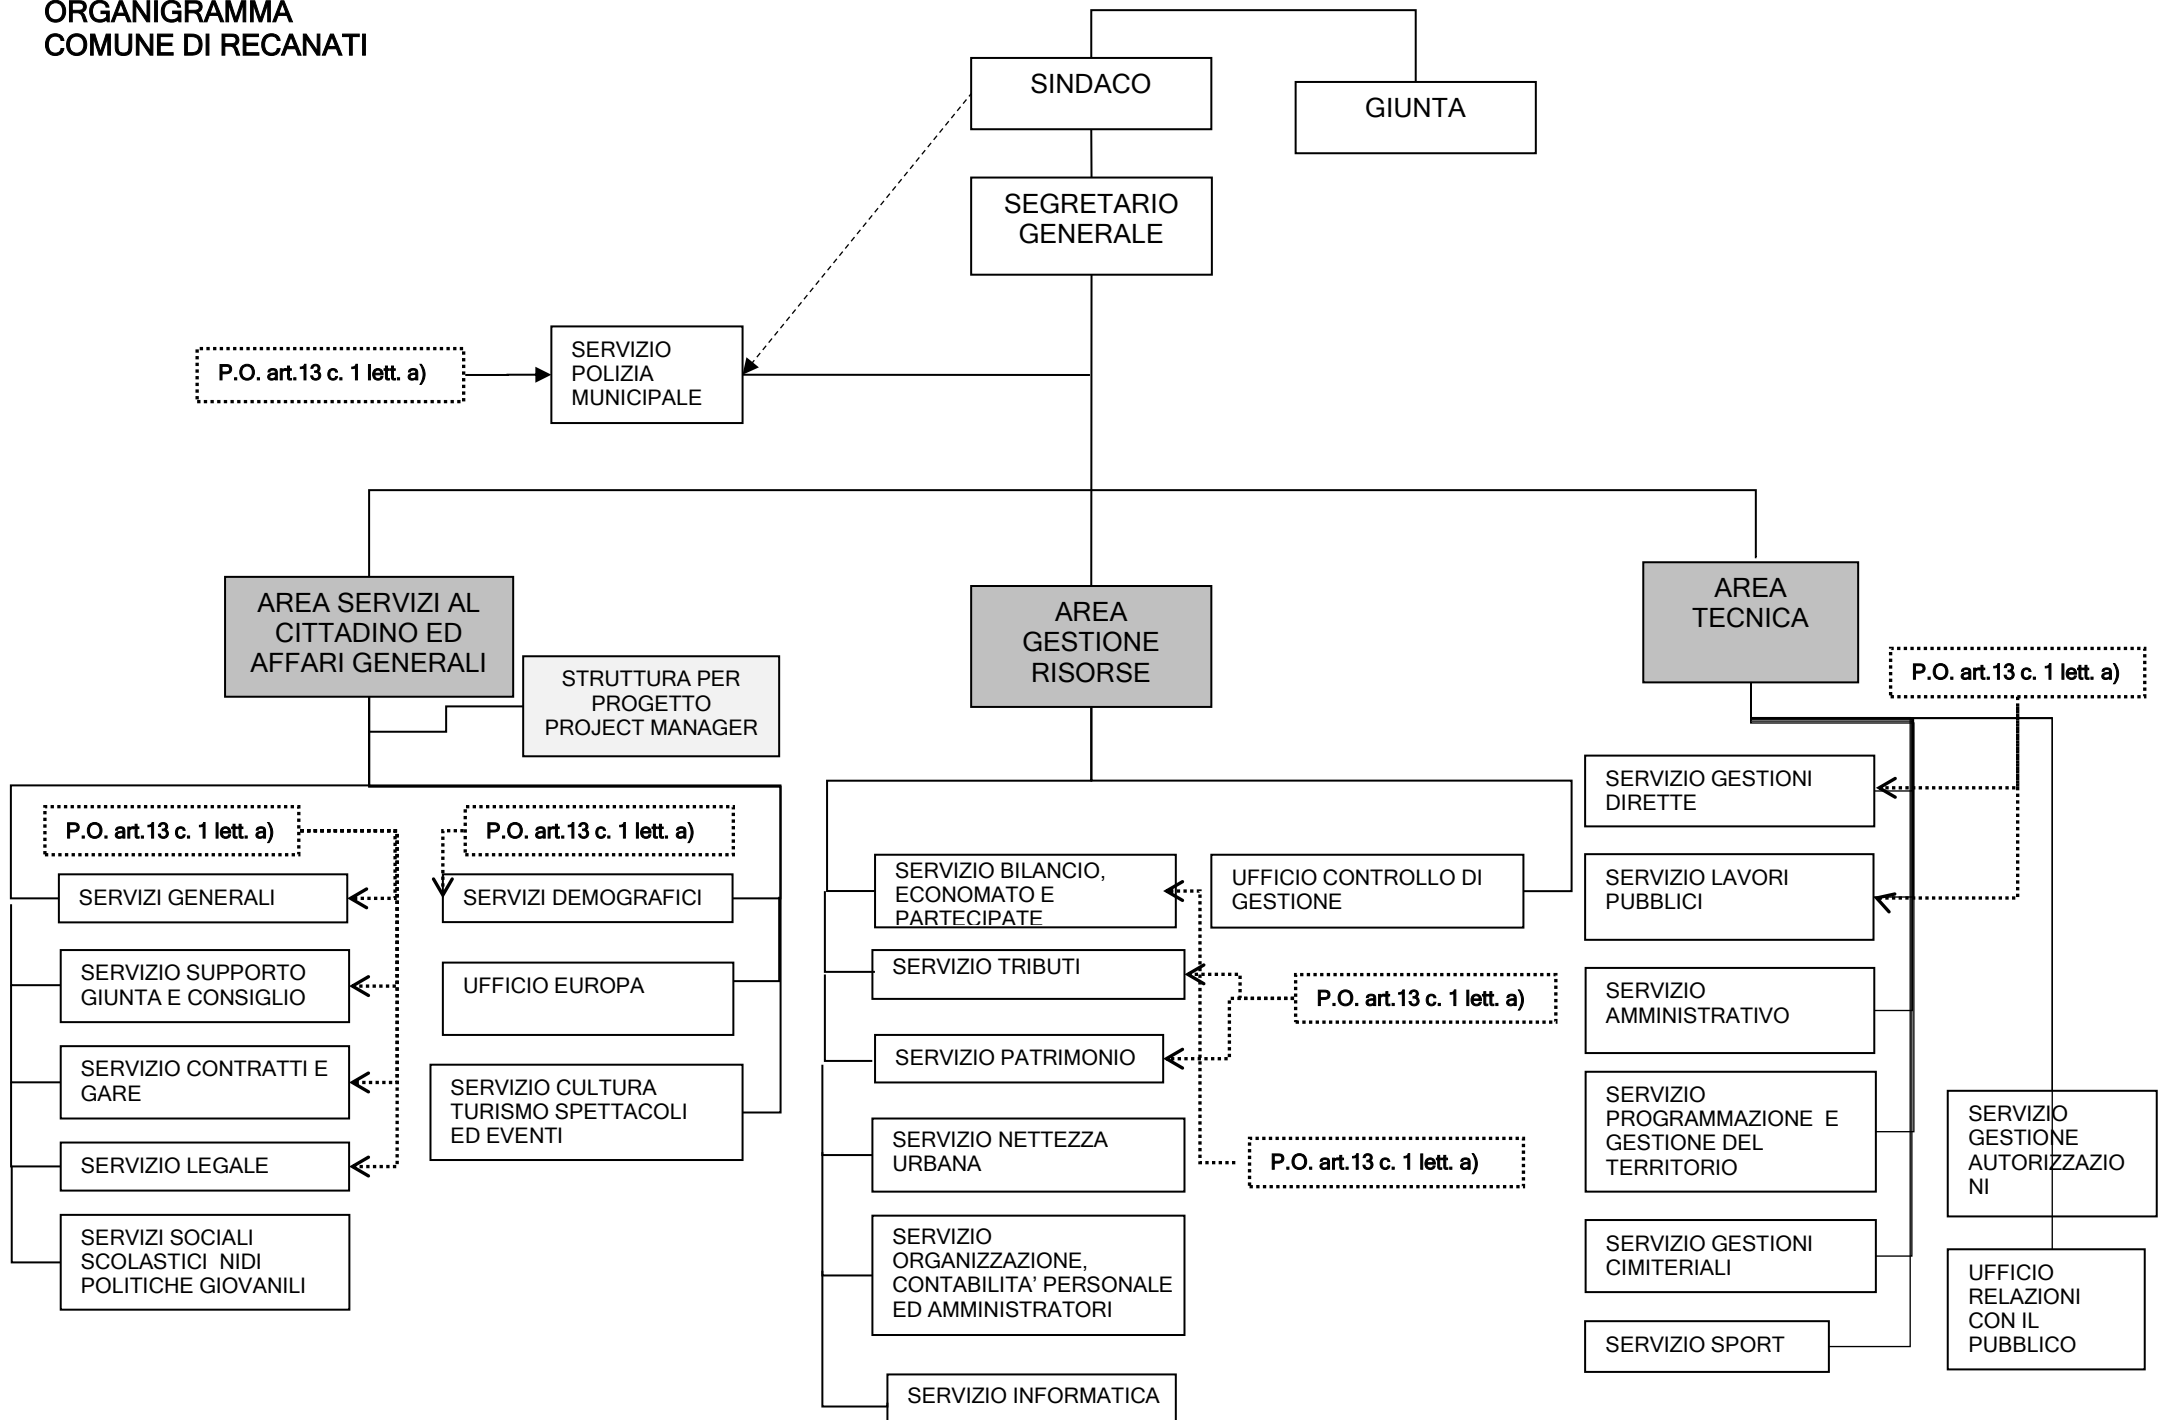 ORGANIGRAMMA
COMUNE DI RECANATI
SINDACO
GIUNTA
SEGRETARIO
GENERALE
P.O. art.13 c. 1 lett. a)
SERVIZIO
POLIZIA
MUNICIPALE
AREA SERVIZI AL
CITTADINO ED
AFFARI GENERALI
STRUTTURA PER
PROGETTO
PROJECT MANAGER
AREA
GESTIONE
RISORSE
AREA
TECNICA
P.O. art.13 c. 1 lett. a)
P.O. art.13 c. 1 lett. a)
SERVIZI GENERALI
SERVIZIO SUPPORTO
GIUNTA E CONSIGLIO
SERVIZIO CONTRATTI E
GARE
SERVIZIO LEGALE
SERVIZI SOCIALI
SCOLASTICI  NIDI
POLITICHE GIOVANILI
P.O. art.13 c. 1 lett. a)
SERVIZI DEMOGRAFICI
UFFICIO EUROPA
SERVIZIO CULTURA
TURISMO SPETTACOLI
ED EVENTI
SERVIZIO BILANCIO,
ECONOMATO E
PARTECIPATE
UFFICIO CONTROLLO DI
GESTIONE
SERVIZIO TRIBUTI
P.O. art.13 c. 1 lett. a)
SERVIZIO PATRIMONIO
SERVIZIO NETTEZZA
URBANA
P.O. art.13 c. 1 lett. a)
SERVIZIO
ORGANIZZAZIONE,
CONTABILITA’ PERSONALE
ED AMMINISTRATORI
SERVIZIO INFORMATICA
SERVIZIO GESTIONI
DIRETTE
SERVIZIO LAVORI
PUBBLICI
SERVIZIO
AMMINISTRATIVO
SERVIZIO
PROGRAMMAZIONE  E
GESTIONE DEL
TERRITORIO
SERVIZIO GESTIONI
CIMITERIALI
SERVIZIO SPORT
SERVIZIO
GESTIONE
AUTORIZZAZIO
NI
UFFICIO
RELAZIONI
CON IL
PUBBLICO